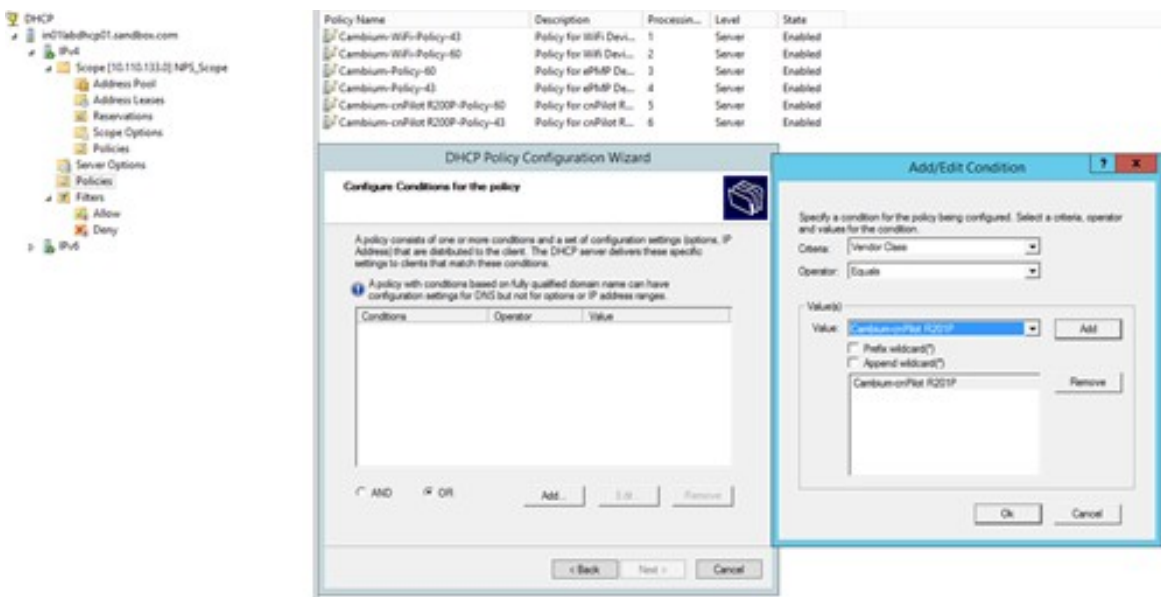 DHCP
in01labdhcp01.sandbox.com
IPv4
Scope [10.110.133.0] NPS_Scope
Address Pool
Address Leases
Reservations
Scope Options
Policies
Server Options
Policies
Filters
Allow
Deny
IPv6
Policy Name Description Processin... Level State
Cambium-WiFi-Policy-43 Policy for Wifi Devi... 1 Server Enabled
Cambium-WiFi-Policy-60 Policy for Wifi Devi... 2 Server Enabled
Cambium-Policy-60 Policy for ePMP De... 3 Server Enabled
Cambium-Policy-43 Policy for ePMP De... 4 Server Enabled
Cambium-cnPilot R200P-Policy-60 Policy for cnPilot R... 5 Server Enabled
Cambium-cnPilot R200P-Policy-43 Policy for cnPilot R... 6 Server Enabled
DHCP Policy Configuration Wizard
Configure Conditions for the policy
A policy consists of one or more conditions and a set of configuration settings (options, IP
Address) that are distributed to the client. The DHCP server delivers these specific
settings to clients that match these conditions.
A policy with conditions based on fully qualified domain name can have
configuration settings for DNS but not for options or IP address ranges.
Conditions Operator Value
AND OR Add... Edit... Remove
< Back Next > Cancel
Add/Edit Condition ? x
Specify a condition for the policy being configured. Select a criteria, operator
and values for the condition.
Criteria: Vendor Class
Operator: Equals
Value(s)
Value: Cambium-cnPilot R201P Add
Prefix wildcard(*)
Append wildcard(*)
Cambium-cnPilot R201P Remove
Ok Cancel